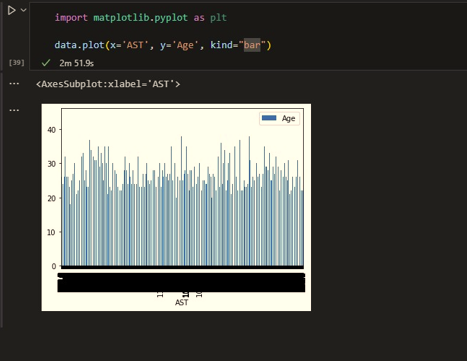 import matplotlib.pyplot as plt
data.plot(x='AST', y='Age', kind="bar")
[39]
2m 51.9s
<AxesSubplot:xlabel='AST'>
Age
40
30
20
10
0
AST